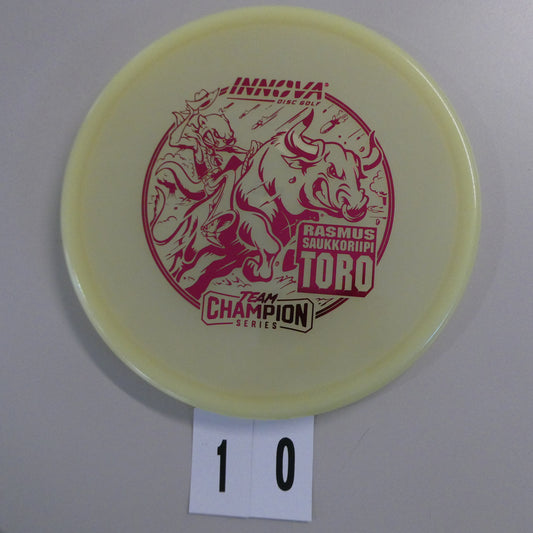 INNOVA
DISC GOLF
RASMUS
SAUKKORIIPI
TORO
TEAM
CHAMPION
SERIES
1 0